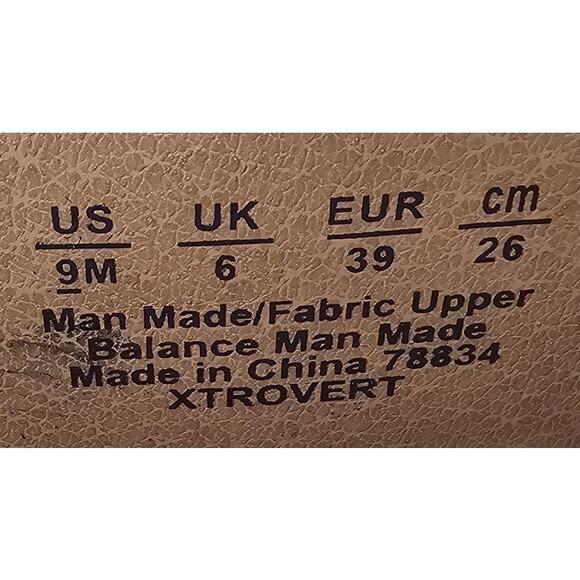 US UK EUR cm
9M 6 39 26
Man Made/Fabric Upper
Balance Man Made
Made in China 78834
XTROVERT